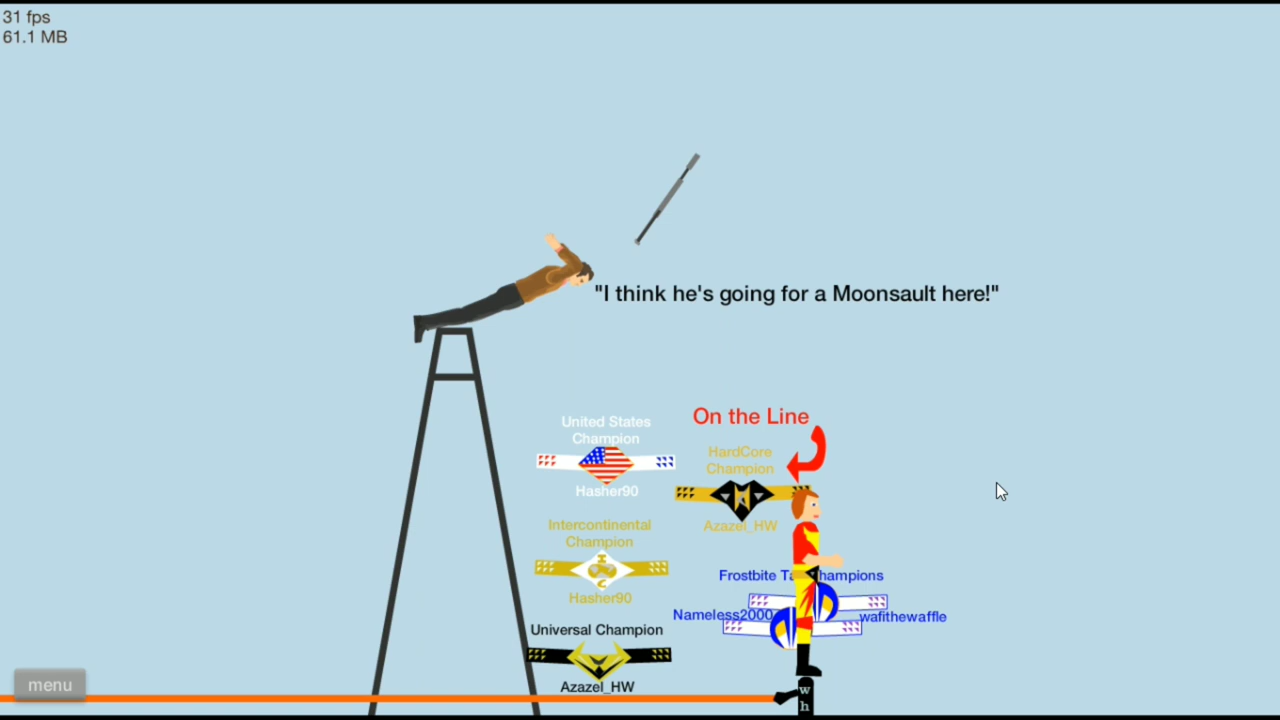 31 fps
61.1 MB
"I think he's going for a Moonsault here!"
On the Line
United States
Champion
Hasher90
HardCore
Champion
Azazel_HW
Intercontinental
Champion
Hasher90
Frostbite Ta Champions
Nameless2000
wafithewaffle
Universal Champion
Azazel_HW
menu
w
h